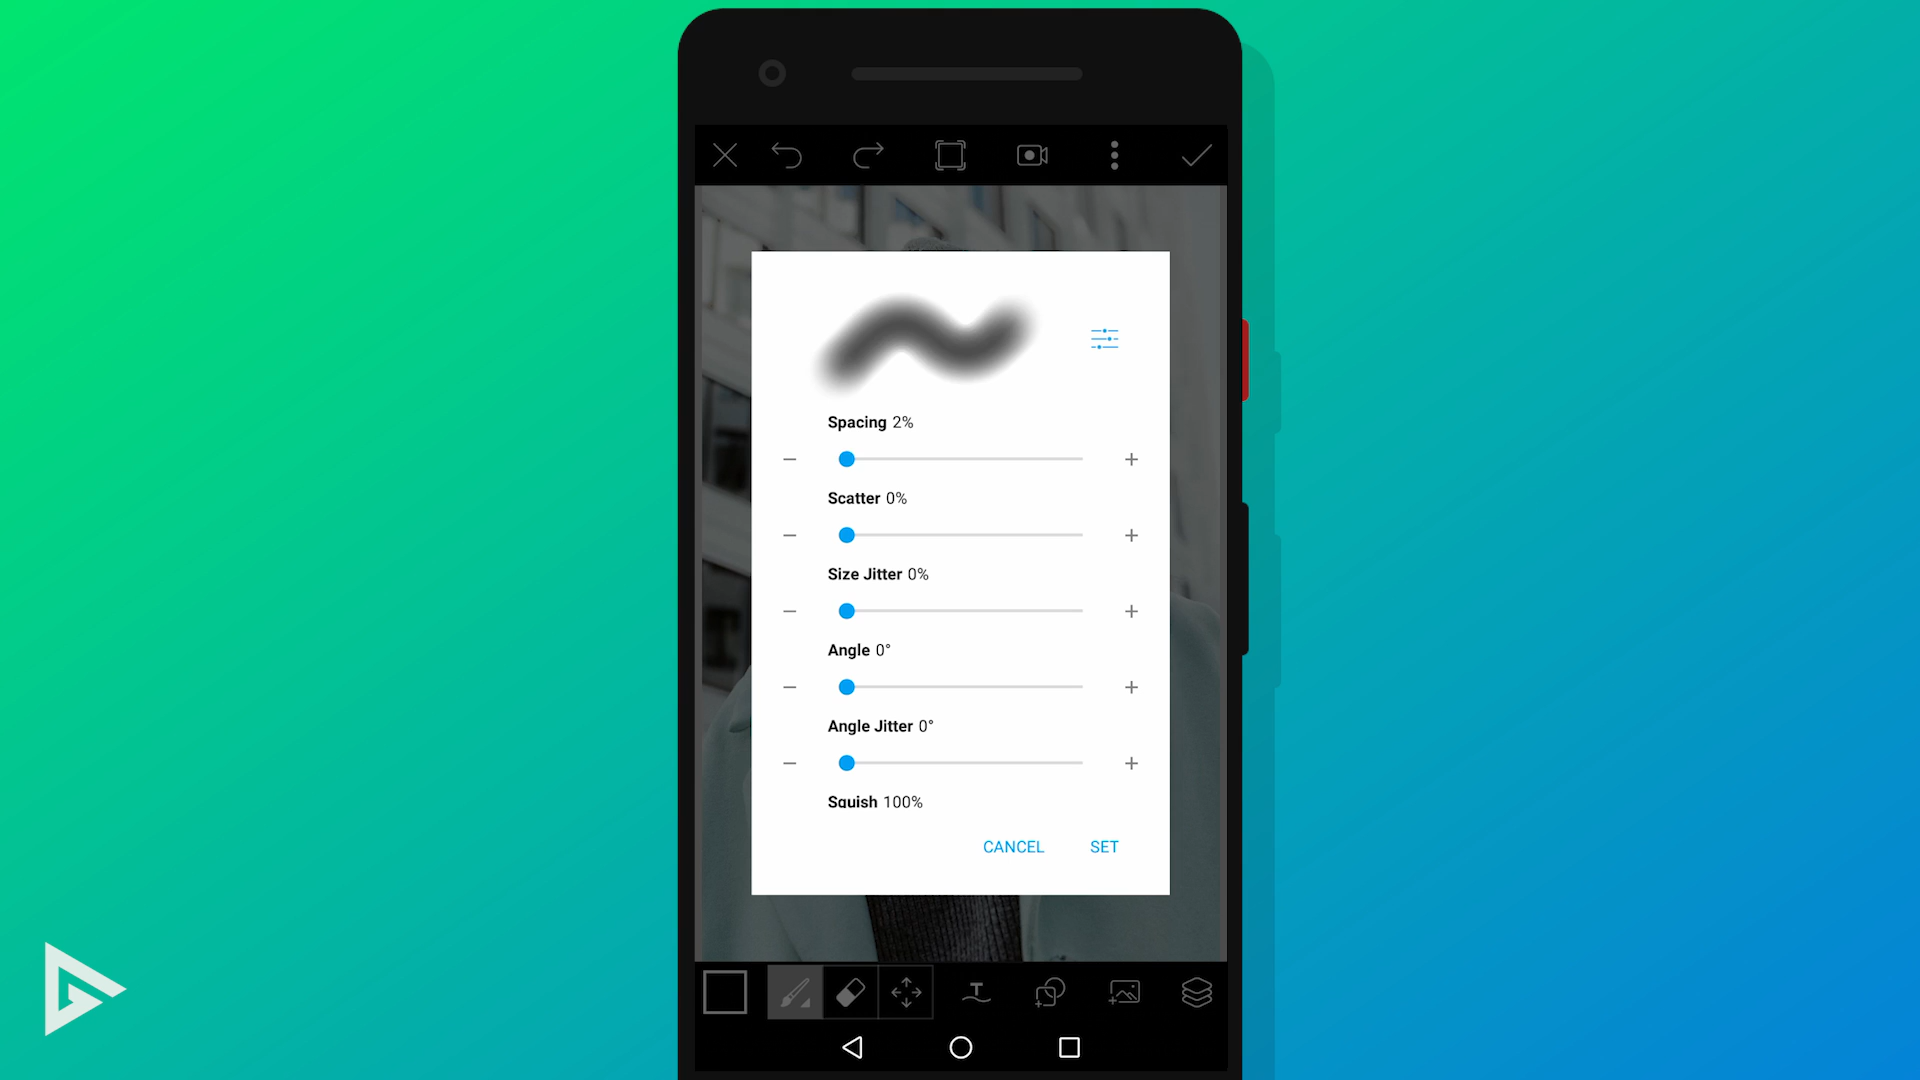 Spacing 2%
Scatter 0%
Size Jitter 0%
Angle 0°
Angle Jitter 0°
Squish 100%
CANCEL SET
T